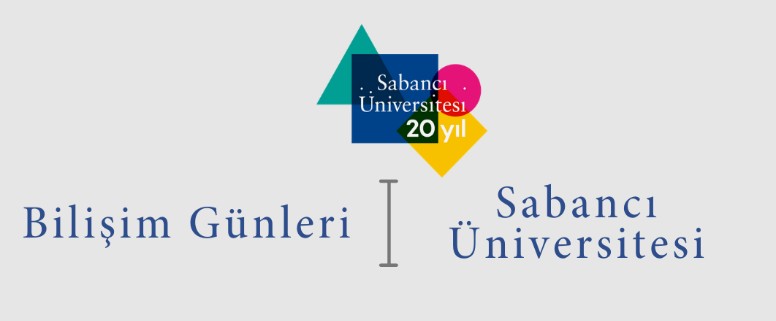 Sabancı
Üniversitesi
20 yıl
Bilişim Günleri
Sabancı
Üniversitesi